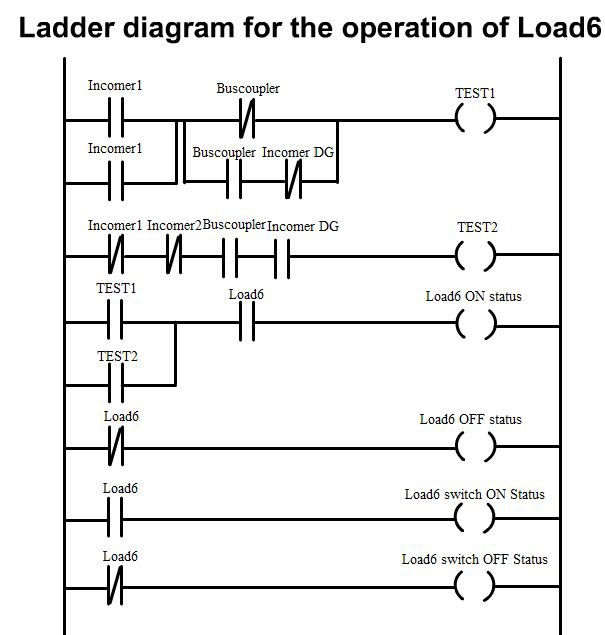 Ladder diagram for the operation of Load6
Incomer1 Buscoupler TEST1
Incomer1 Buscoupler Incomer DG
Incomer1 Incomer2 Buscoupler Incomer DG TEST2
TEST1 Load6 Load6 ON status
TEST2
Load6 Load6 OFF status
Load6 Load6 switch ON Status
Load6 Load6 switch OFF Status